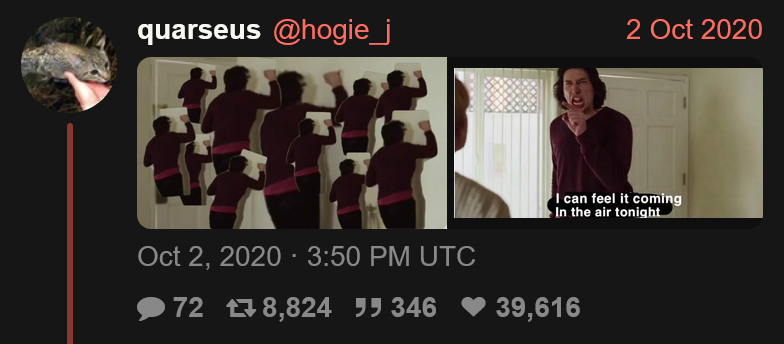 quarseus @hogie_j 2 Oct 2020
I can feel it coming
In the air tonight
Oct 2, 2020 · 3:50 PM UTC
72 8,824 346 39,616